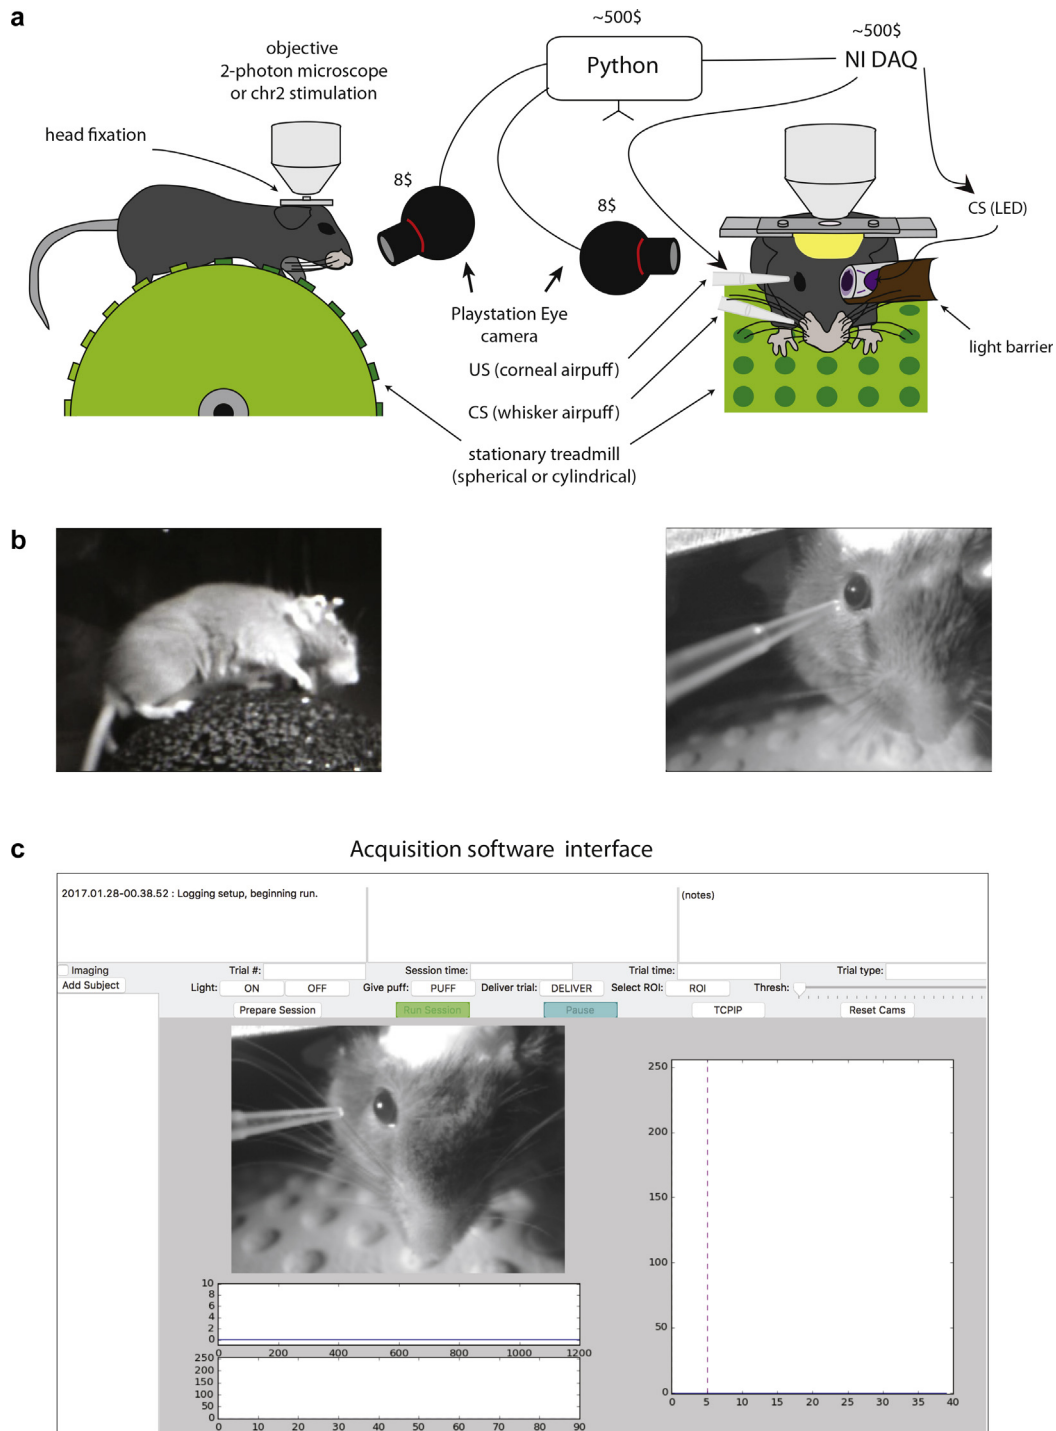 a
objective
2-photon microscope
or chr2 stimulation
head fixation
~500$
Python
~500$
NI DAQ
8$
8$
CS (LED)
Playstation Eye
camera
US (corneal airpuff)
CS (whisker airpuff)
light barrier
stationary treadmill
(spherical or cylindrical)
b
c
Acquisition software interface
2017.01.28-00.38.52 : Logging setup, beginning run.
(notes)
Imaging Trial #: Session time: Trial time: Trial type:
Add Subject Light: ON OFF Give puff: PUFF Deliver trial: DELIVER Select ROI: ROI Thresh:
Prepare Session Run Session Pause TCPIP Reset Cams
10
8
6
4
2
0
0 200 400 600 800 1000 1200
250
200
150
100
50
0
0 10 20 30 40 50 60 70 80 90
250
200
150
100
50
0
0 5 10 15 20 25 30 35 40